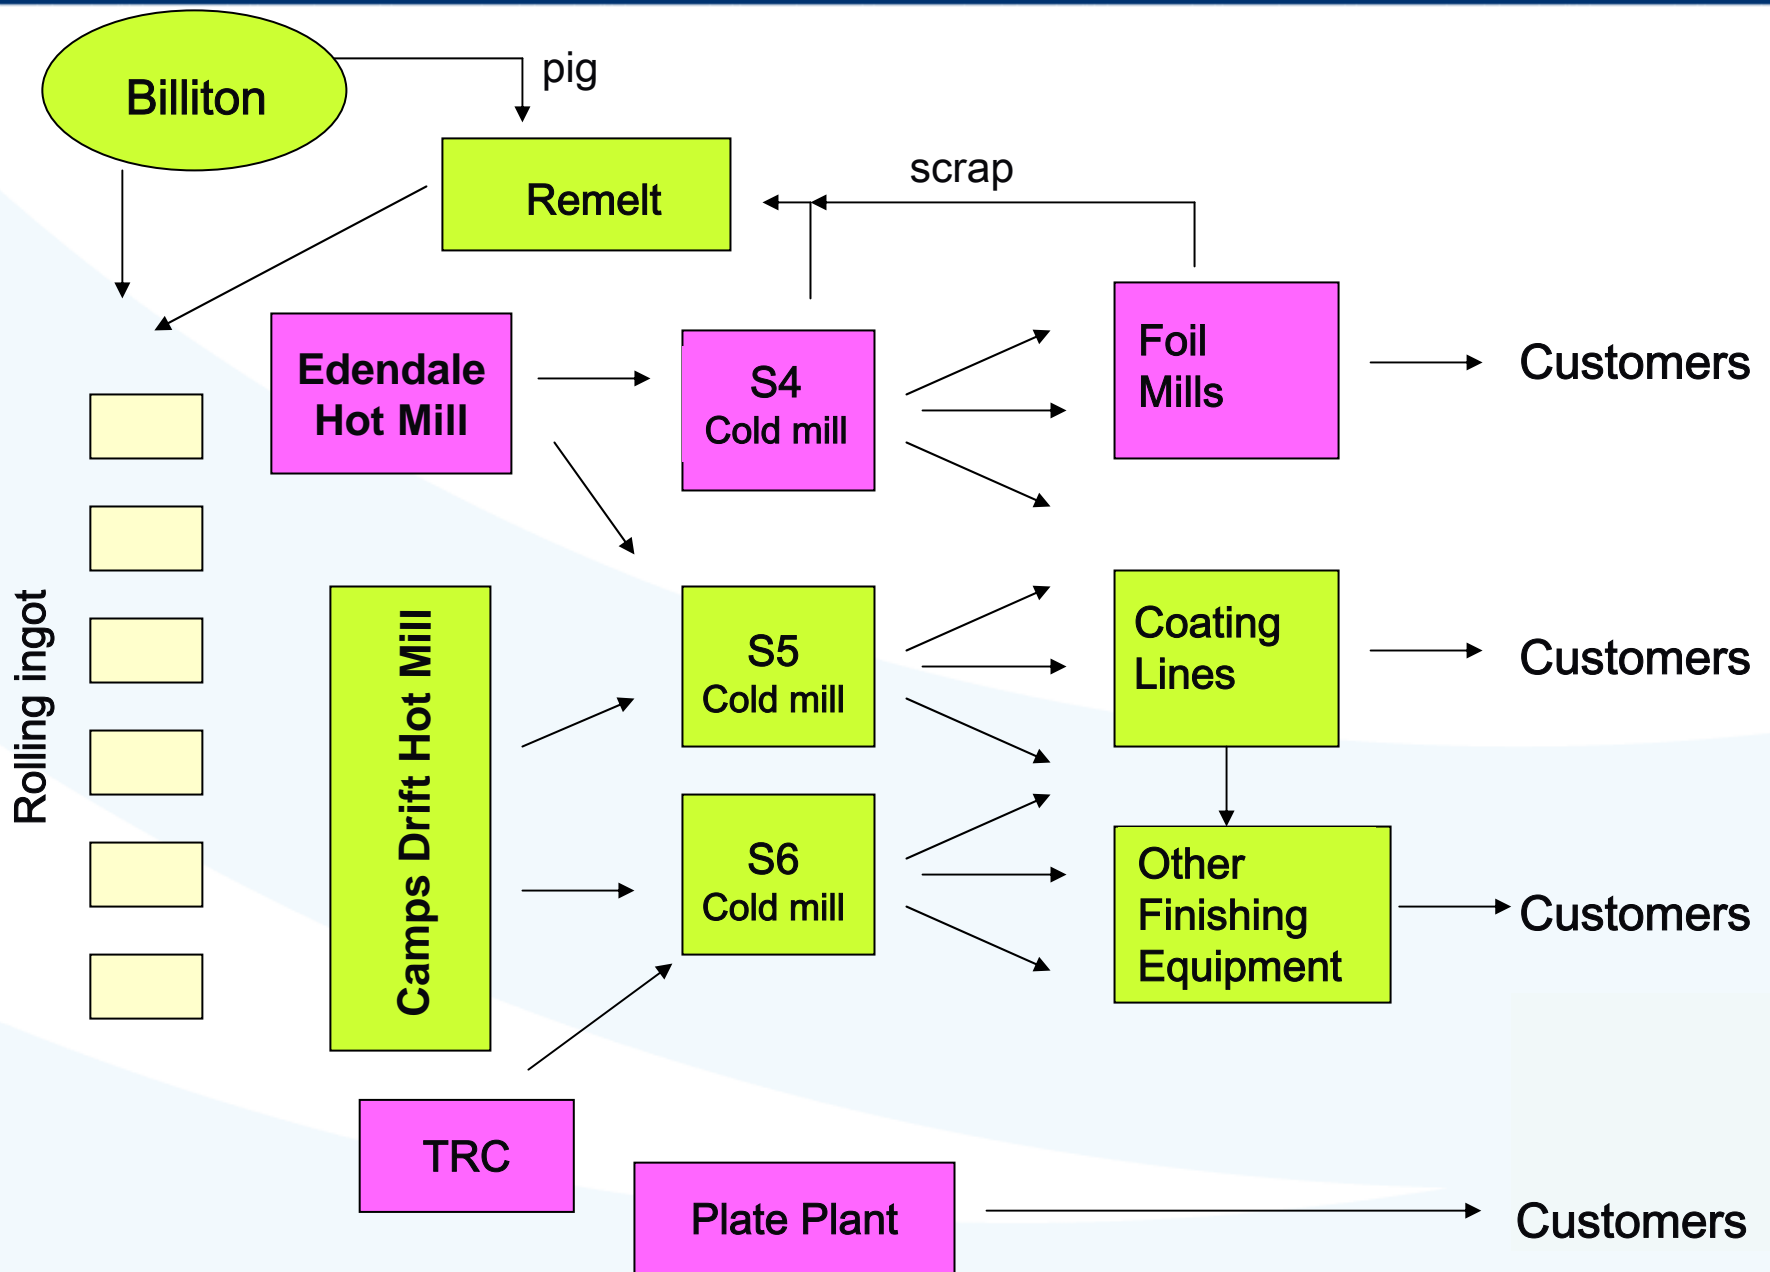 Billiton
pig
Remelt
scrap
Edendale
Hot Mill
S4
Cold mill
Foil
Mills
Customers
Rolling ingot
Camps Drift Hot Mill
S5
Cold mill
Coating
Lines
Customers
S6
Cold mill
Other
Finishing
Equipment
Customers
TRC
Plate Plant
Customers